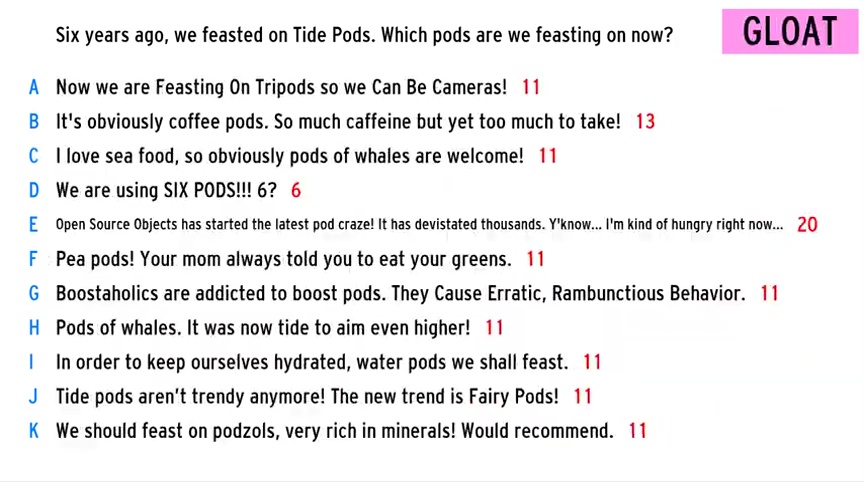 Six years ago, we feasted on Tide Pods. Which pods are we feasting on now?
GLOAT
A Now we are Feasting On Tripods so we Can Be Cameras! 11
B It's obviously coffee pods. So much caffeine but yet too much to take! 13
C I love sea food, so obviously pods of whales are welcome! 11
D We are using SIX PODS!!! 6? 6
E Open Source Objects has started the latest pod craze! It has devistated thousands. Y'know... I'm kind of hungry right now... 20
F Pea pods! Your mom always told you to eat your greens. 11
G Boostaholics are addicted to boost pods. They Cause Erratic, Rambunctious Behavior. 11
H Pods of whales. It was now tide to aim even higher! 11
I In order to keep ourselves hydrated, water pods we shall feast. 11
J Tide pods aren’t trendy anymore! The new trend is Fairy Pods! 11
K We should feast on podzols, very rich in minerals! Would recommend. 11